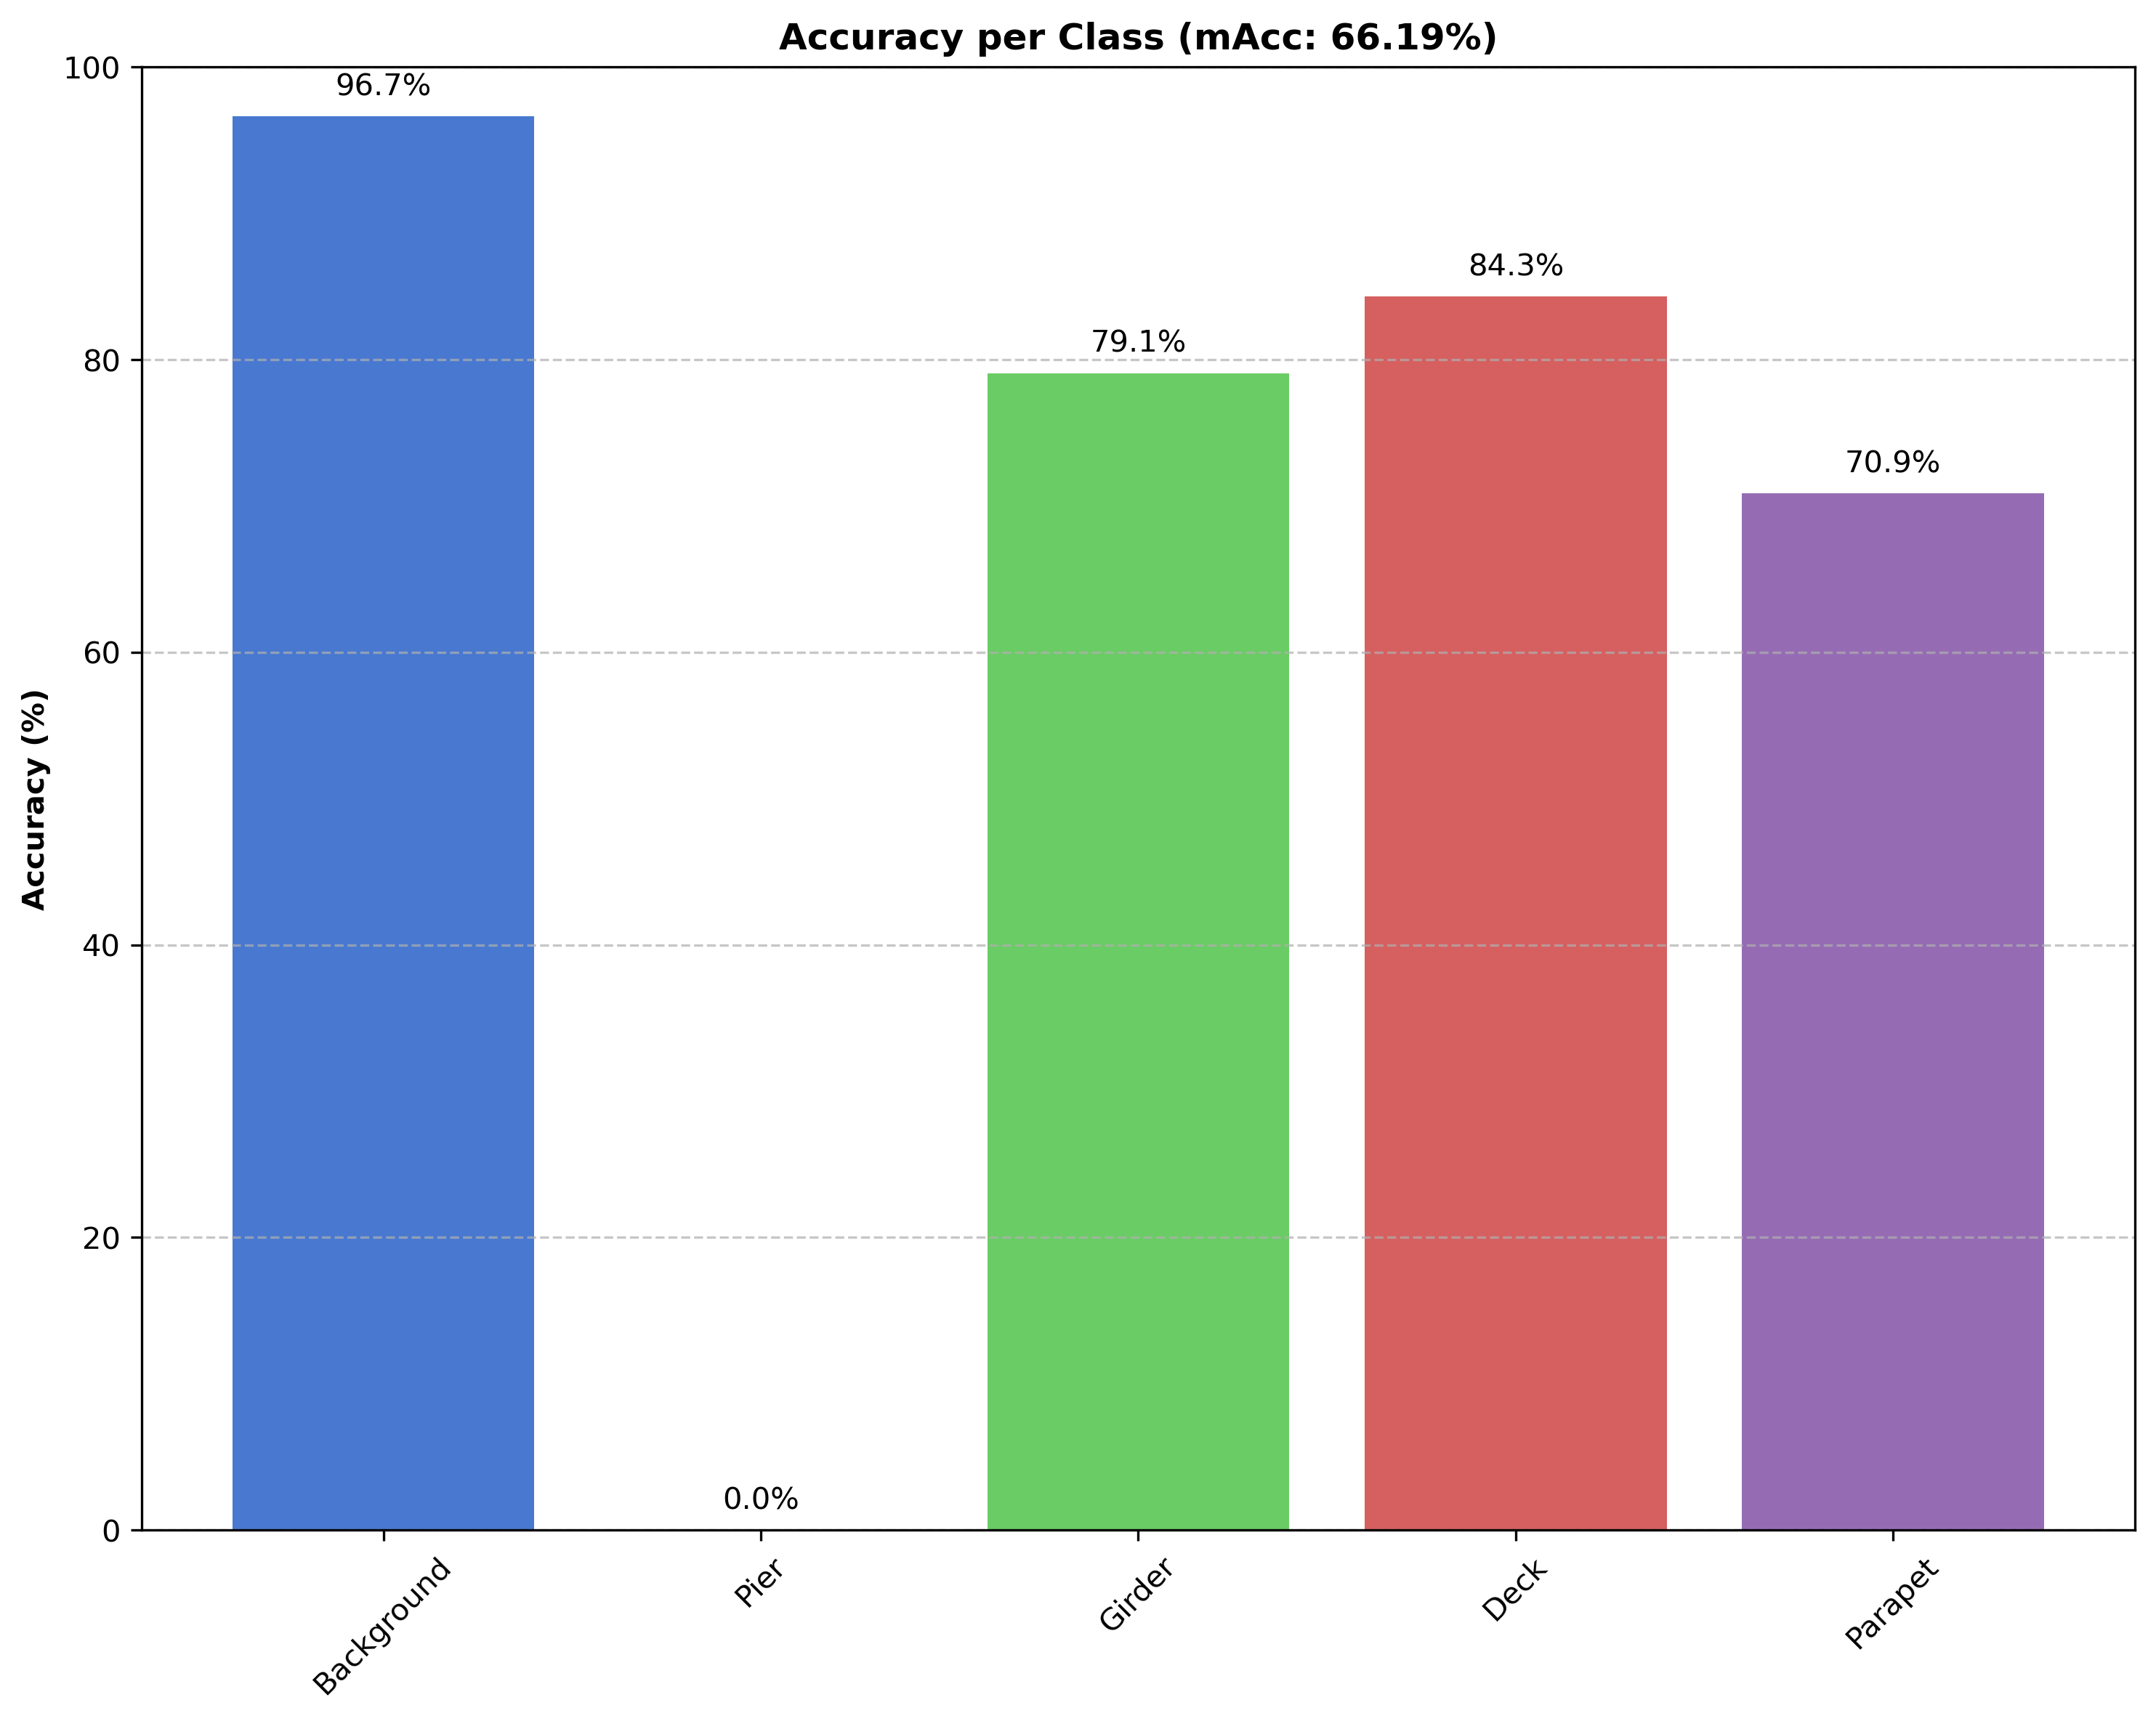 Accuracy per Class (mAcc: 66.19%)
100
96.7%
84.3%
79.1%
80
70.9%
60
Accuracy (%)
40
20
0.0%
0
Background
Pier
Girder
Deck
Parapet